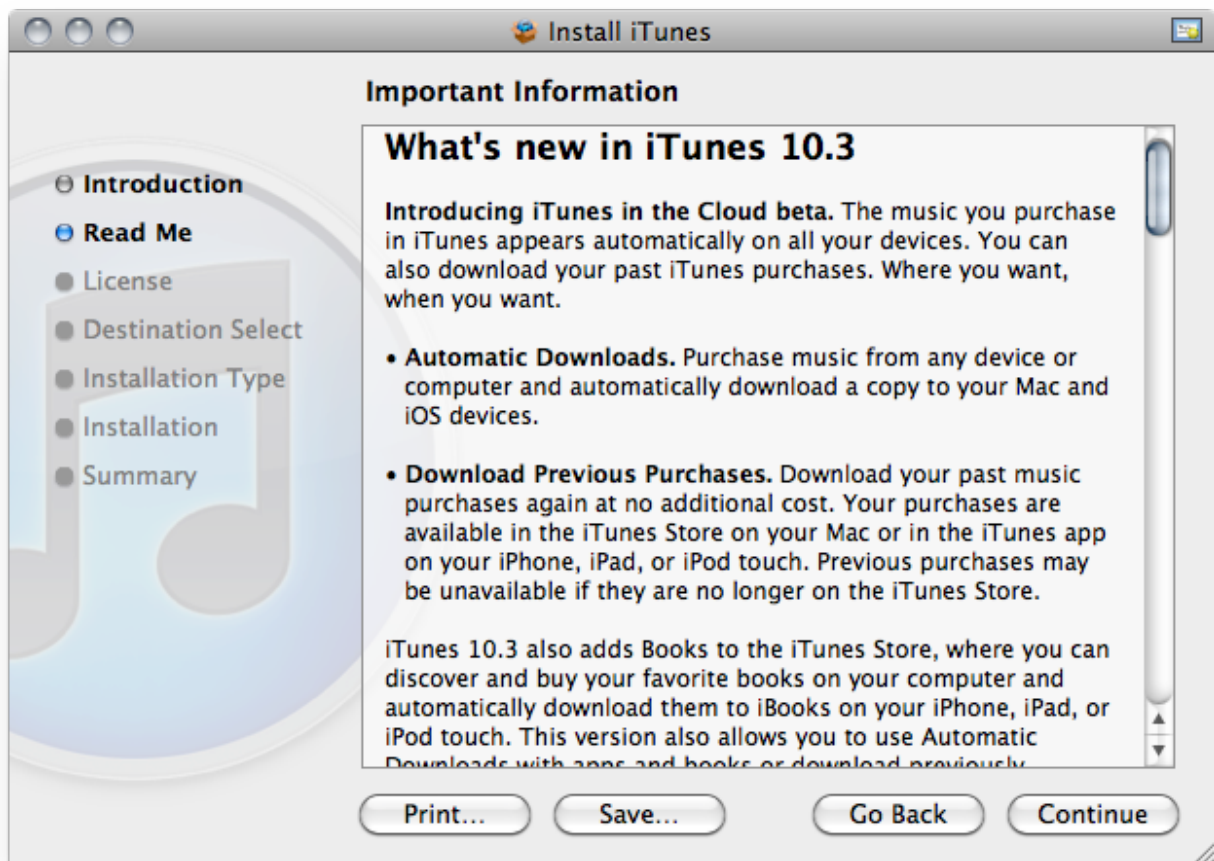 Install iTunes
Important Information
Introduction
Read Me
License
Destination Select
Installation Type
Installation
Summary
What's new in iTunes 10.3
Introducing iTunes in the Cloud beta. The music you purchase
in iTunes appears automatically on all your devices. You can
also download your past iTunes purchases. Where you want,
when you want.
• Automatic Downloads. Purchase music from any device or
computer and automatically download a copy to your Mac and
iOS devices.
• Download Previous Purchases. Download your past music
purchases again at no additional cost. Your purchases are
available in the iTunes Store on your Mac or in the iTunes app
on your iPhone, iPad, or iPod touch. Previous purchases may
be unavailable if they are no longer on the iTunes Store.
iTunes 10.3 also adds Books to the iTunes Store, where you can
discover and buy your favorite books on your computer and
automatically download them to iBooks on your iPhone, iPad, or
iPod touch. This version also allows you to use Automatic
Downloads with apps and books or download previously
Print...
Save...
Go Back
Continue